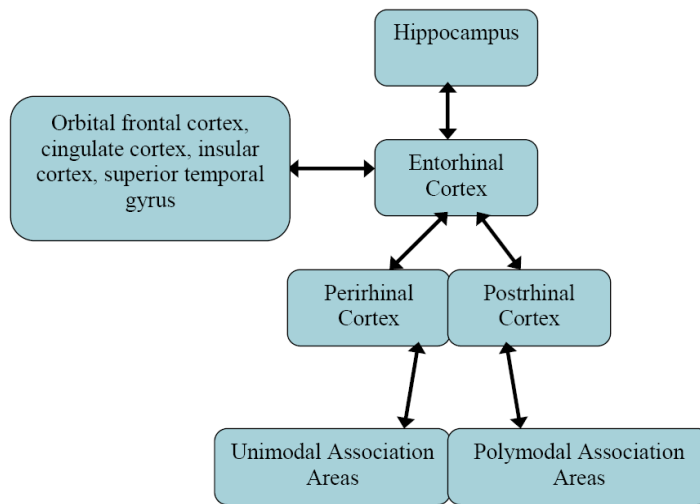 Hippocampus
Orbital frontal cortex,
cingulate cortex, insular
cortex, superior temporal
gyrus
Entorhinal
Cortex
Perirhinal
Cortex
Postrhinal
Cortex
Unimodal Association
Areas
Polymodal Association
Areas